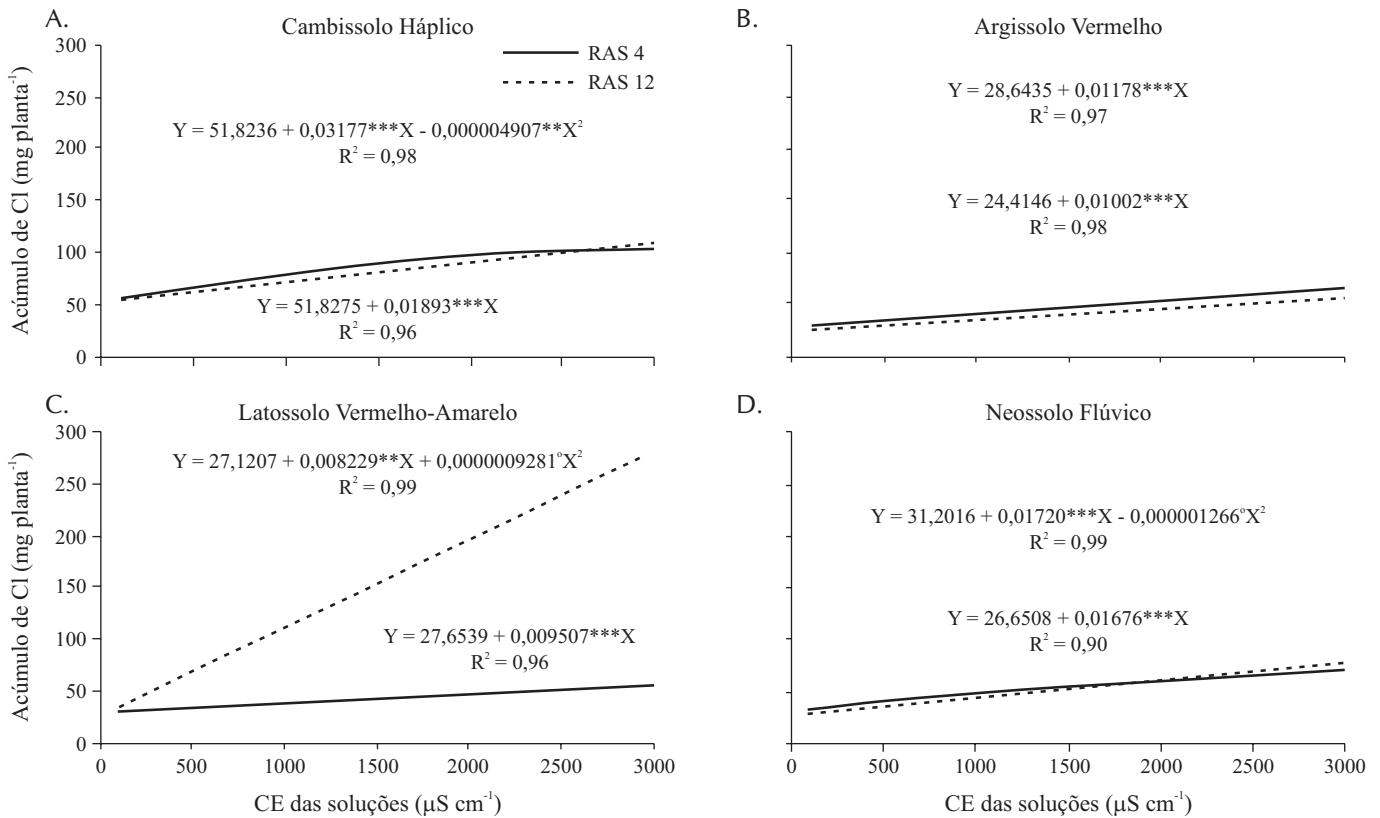 A.
Cambissolo Háplico
RAS 4
RAS 12
Y = 51,8236 + 0,03177***X - 0,000004907**X²
R² = 0,98
Y = 51,8275 + 0,01893***X
R² = 0,96
Acúmulo de Cl (mg planta⁻¹)
300
250
200
150
100
50
0
B.
Argissolo Vermelho
Y = 28,6435 + 0,01178***X
R² = 0,97
Y = 24,4146 + 0,01002***X
R² = 0,98
C.
Latossolo Vermelho-Amarelo
Y = 27,1207 + 0,008229**X + 0,0000009281°X²
R² = 0,99
Y = 27,6539 + 0,009507***X
R² = 0,96
Acúmulo de Cl (mg planta⁻¹)
300
250
200
150
100
50
0
0 500 1000 1500 2000 2500 3000
CE das soluções (µS cm⁻¹)
D.
Neossolo Flúvico
Y = 31,2016 + 0,01720***X - 0,000001266°X²
R² = 0,99
Y = 26,6508 + 0,01676***X
R² = 0,90
0 500 1000 1500 2000 2500 3000
CE das soluções (µS cm⁻¹)